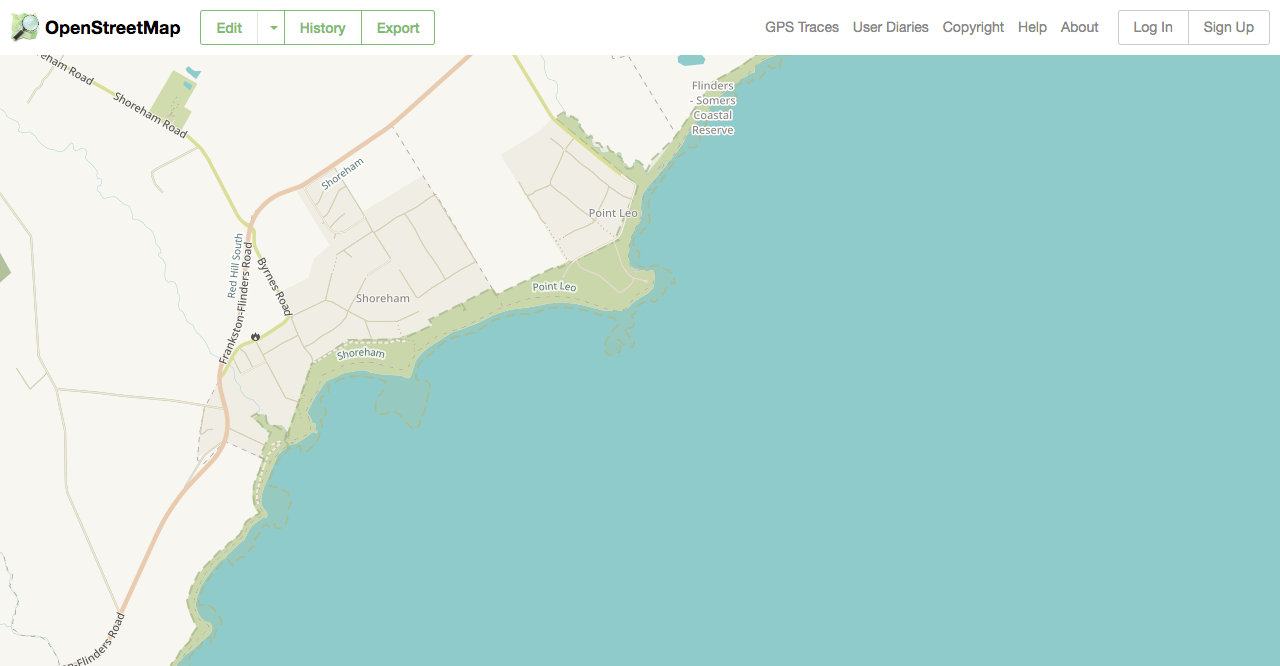 OpenStreetMap
Edit
History
Export
GPS Traces
User Diaries
Copyright
Help
About
Log In
Sign Up
eham Road
Shoreham Road
Flinders
- Somers
Coastal
Reserve
Shoreham
Point Leo
Red Hill South
Frankston-Flinders Road
Byrnes Road
Point Leo
Shoreham
Shoreham
on-Flinders Road